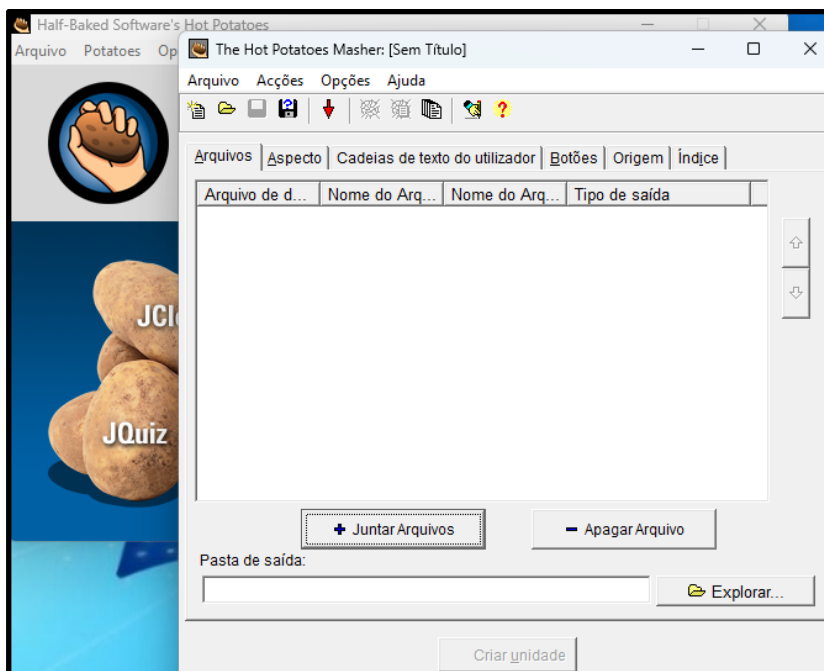 Half-Baked Software's Hot Potatoes
Arquivo Potatoes Op
The Hot Potatoes Masher: [Sem Título]
Arquivo Acções Opções Ajuda
Arquivos Aspecto Cadeias de texto do utilizador Botões Origem Índice
Arquivo de d... Nome do Arq... Nome do Arq... Tipo de saída
JClo
JQuiz
+ Juntar Arquivos - Apagar Arquivo
Pasta de saída:
Explorar...
Criar unidade